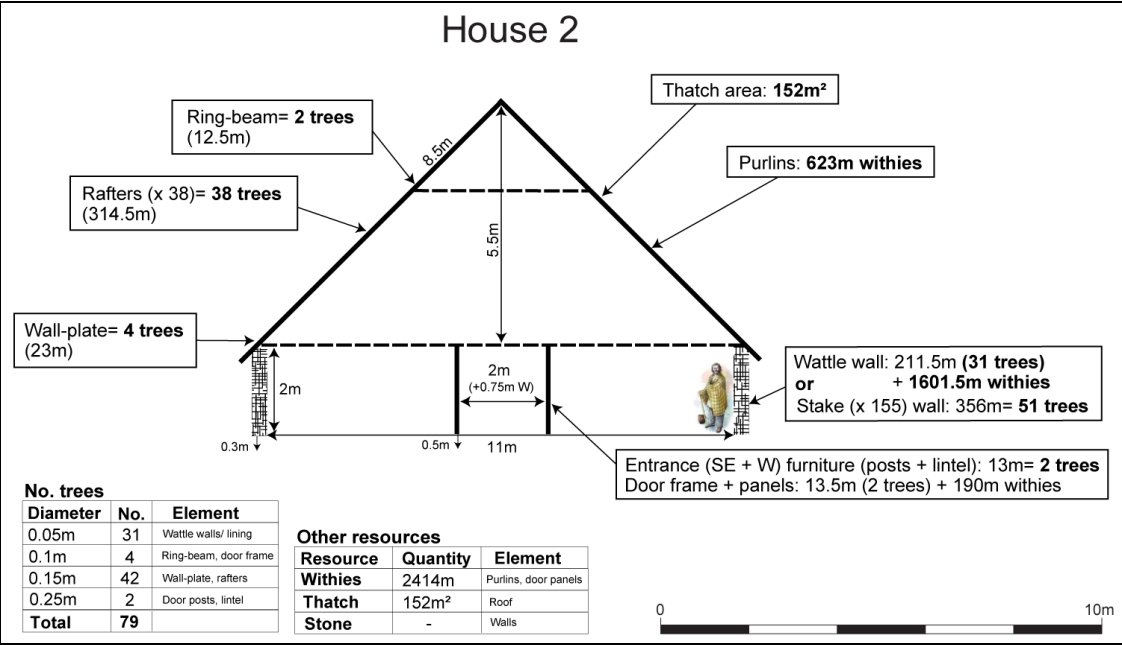 House 2
Thatch area: 152m²
Ring-beam= 2 trees
(12.5m)
8.5m
Purlins: 623m withies
Rafters (x 38)= 38 trees
(314.5m)
5.5m
Wall-plate= 4 trees
(23m)
2m
2m
(+0.75m W)
Wattle wall: 211.5m (31 trees)
or + 1601.5m withies
Stake (x 155) wall: 356m= 51 trees
0.3m
0.5m
11m
Entrance (SE + W) furniture (posts + lintel): 13m= 2 trees
Door frame + panels: 13.5m (2 trees) + 190m withies
No. trees
Diameter No. Element
0.05m 31 Wattle walls/ lining
0.1m 4 Ring-beam, door frame
0.15m 42 Wall-plate, rafters
0.25m 2 Door posts, lintel
Total 79
Other resources
Resource Quantity Element
Withies 2414m Purlins, door panels
Thatch 152m² Roof
Stone - Walls
0 10m